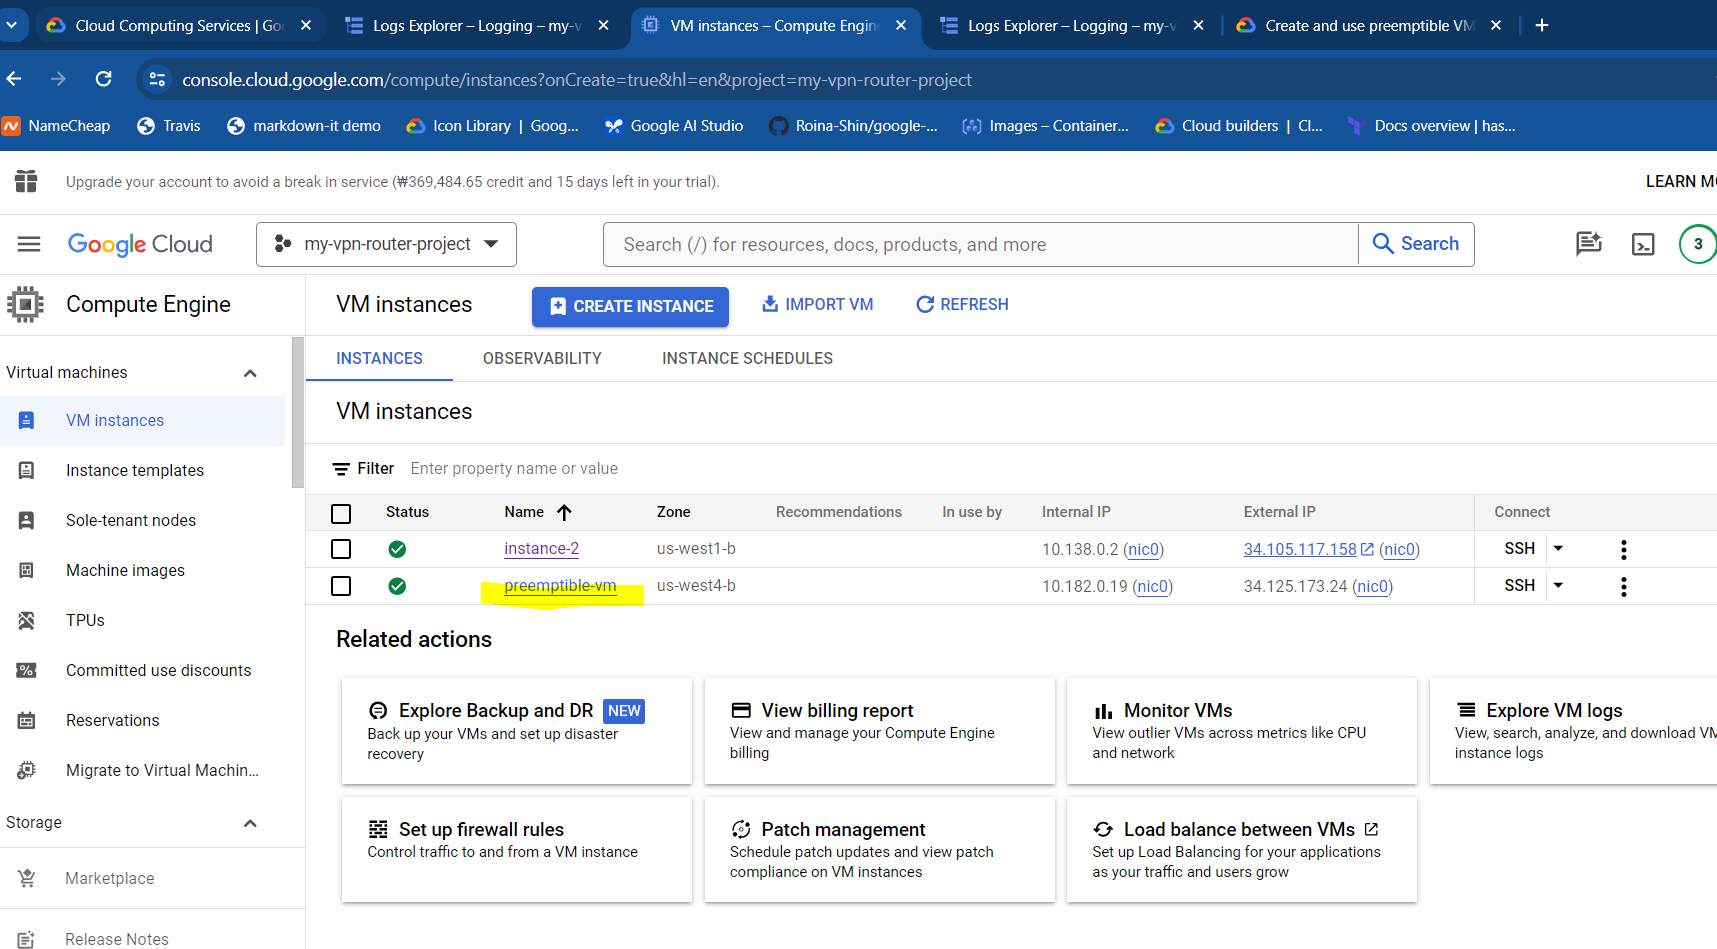 Cloud Computing Services | Go
Logs Explorer – Logging – my-v
VM instances – Compute Engin
Logs Explorer – Logging – my-v
Create and use preemptible VM
console.cloud.google.com/compute/instances?onCreate=true&hl=en&project=my-vpn-router-project
NameCheap
Travis
markdown-it demo
Icon Library | Goog...
Google AI Studio
Roina-Shin/google-...
Images – Container...
Cloud builders | Cl...
Docs overview | has...
Upgrade your account to avoid a break in service (₩369,484.65 credit and 15 days left in your trial).
LEARN MO
Google Cloud
my-vpn-router-project
Search (/) for resources, docs, products, and more
Search
3
Compute Engine
VM instances
CREATE INSTANCE
IMPORT VM
REFRESH
Virtual machines
VM instances
Instance templates
Sole-tenant nodes
Machine images
TPUs
Committed use discounts
Reservations
Migrate to Virtual Machin...
Storage
Marketplace
Release Notes
INSTANCES
OBSERVABILITY
INSTANCE SCHEDULES
VM instances
Filter
Enter property name or value
Status Name Zone Recommendations In use by Internal IP External IP Connect
instance-2 us-west1-b 10.138.0.2 (nic0) 34.105.117.158 (nic0) SSH
preemptible-vm us-west4-b 10.182.0.19 (nic0) 34.125.173.24 (nic0) SSH
Related actions
Explore Backup and DR NEW
Back up your VMs and set up disaster
recovery
View billing report
View and manage your Compute Engine
billing
Monitor VMs
View outlier VMs across metrics like CPU
and network
Explore VM logs
View, search, analyze, and download VM
instance logs
Set up firewall rules
Control traffic to and from a VM instance
Patch management
Schedule patch updates and view patch
compliance on VM instances
Load balance between VMs
Set up Load Balancing for your applications
as your traffic and users grow